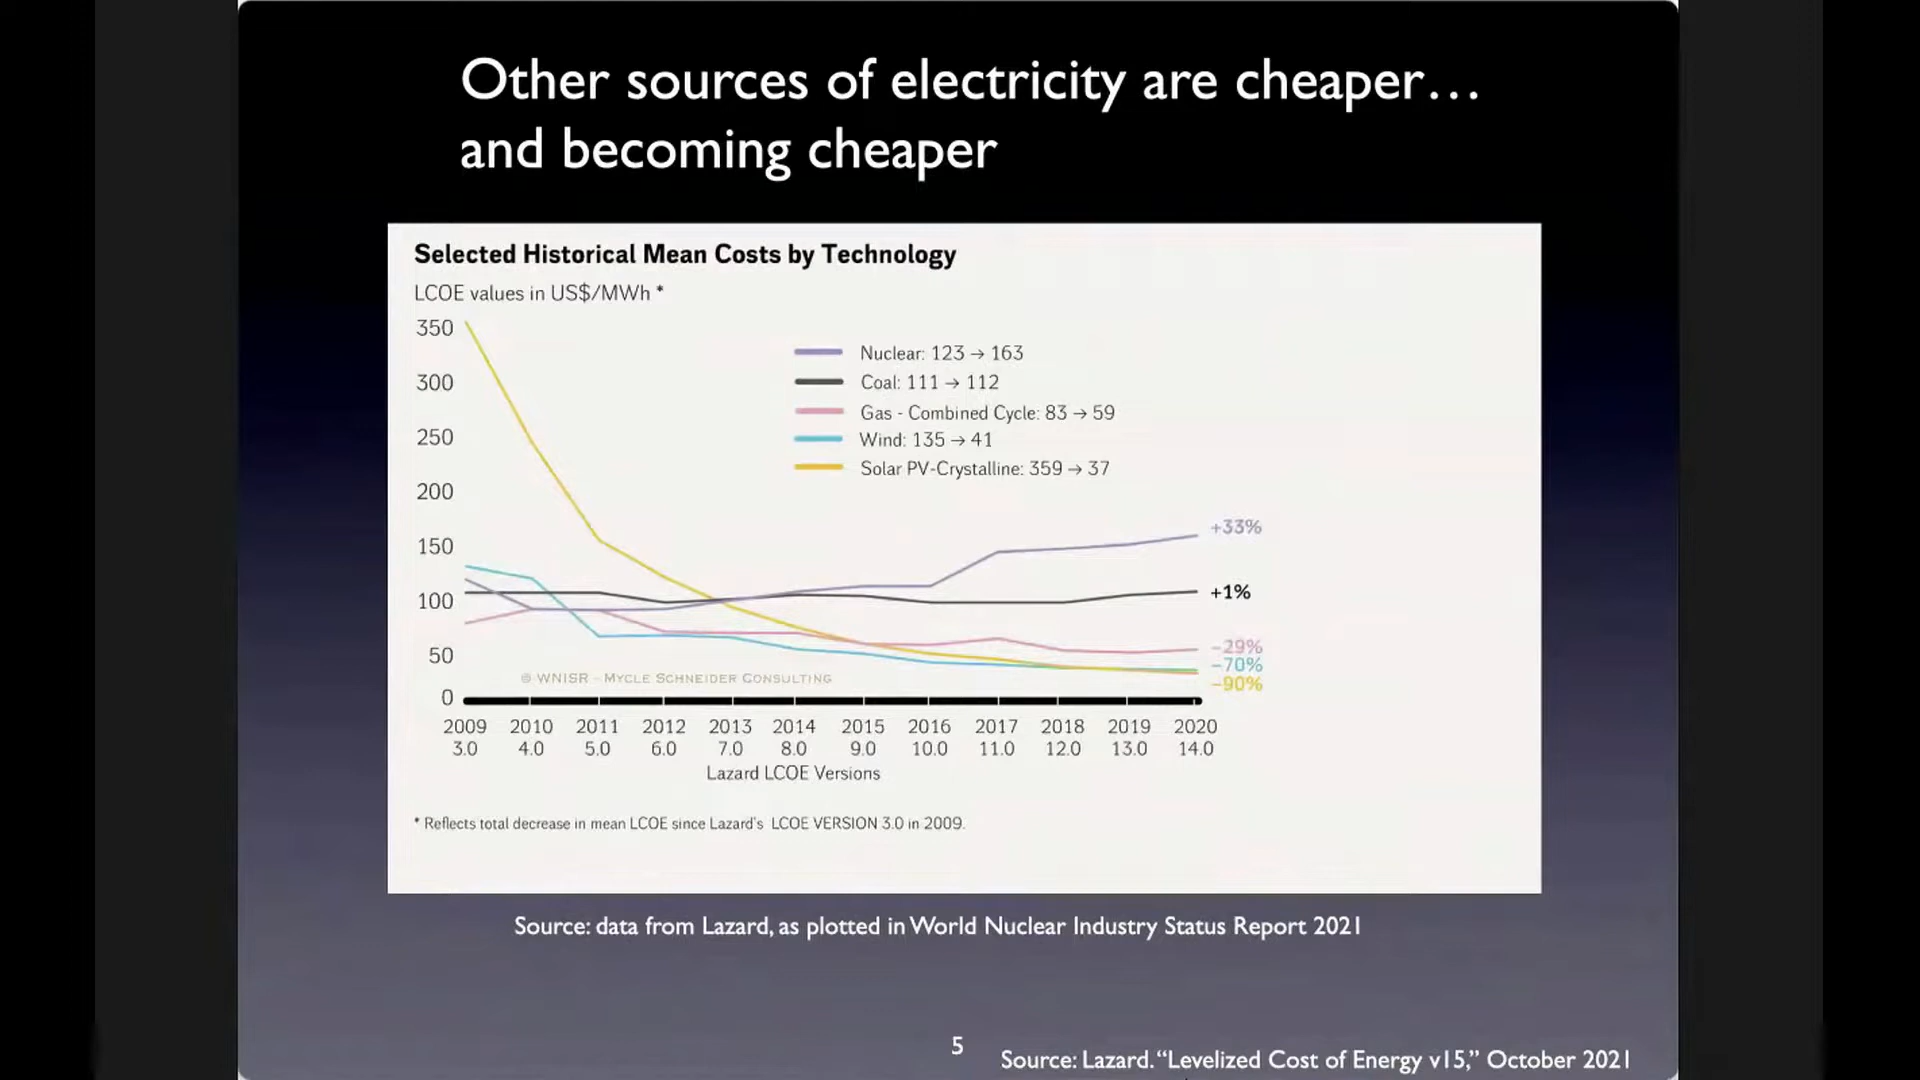 Other sources of electricity are cheaper…
and becoming cheaper
Selected Historical Mean Costs by Technology
LCOE values in US$/MWh *
350
300
250
200
150
100
50
0
Nuclear: 123 → 163
Coal: 111 → 112
Gas - Combined Cycle: 83 → 59
Wind: 135 → 41
Solar PV-Crystalline: 359 → 37
+33%
+1%
−29%
−70%
−90%
© WNISR - MYCLE SCHNEIDER CONSULTING
2009 2010 2011 2012 2013 2014 2015 2016 2017 2018 2019 2020
3.0 4.0 5.0 6.0 7.0 8.0 9.0 10.0 11.0 12.0 13.0 14.0
Lazard LCOE Versions
* Reflects total decrease in mean LCOE since Lazard's LCOE VERSION 3.0 in 2009.
Source: data from Lazard, as plotted in World Nuclear Industry Status Report 2021
5
Source: Lazard. “Levelized Cost of Energy v15,” October 2021